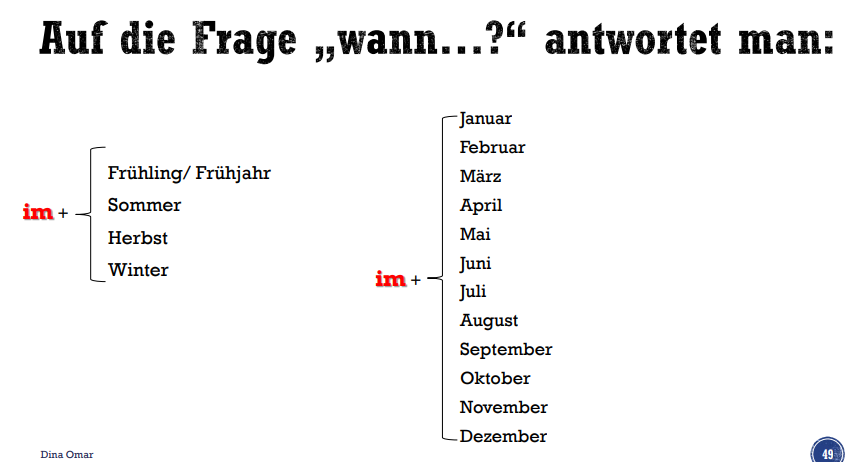 Auf die Frage „wann...?“ antwortet man:
im +
Frühling/ Frühjahr
Sommer
Herbst
Winter
im +
Januar
Februar
März
April
Mai
Juni
Juli
August
September
Oktober
November
Dezember
Dina Omar
49